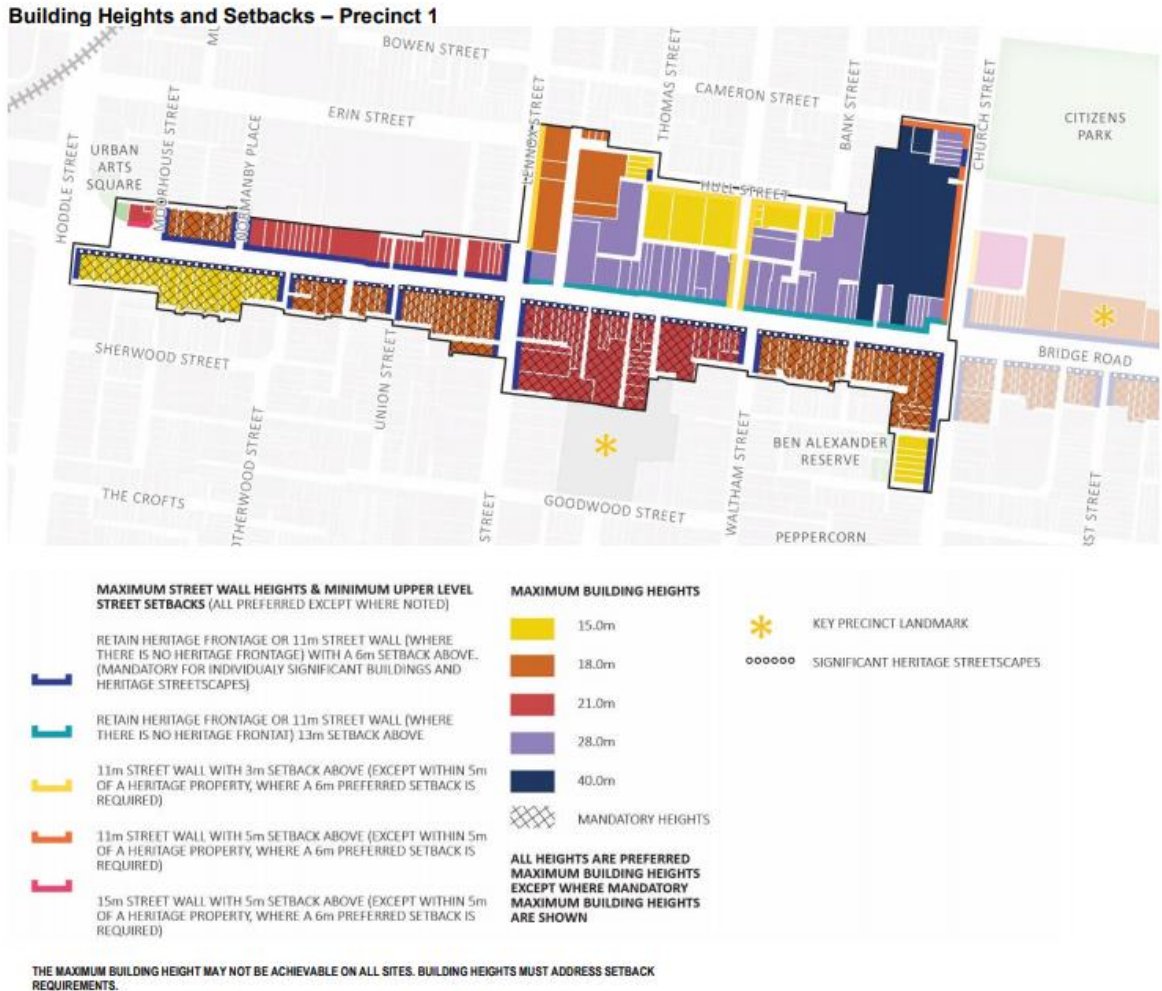 Building Heights and Setbacks – Precinct 1
BOWEN STREET
CAMERON STREET
ERIN STREET
HODDLE STREET
URBAN
ARTS
SQUARE
MOORHOUSE STREET
NORMANBY PLACE
LENNOX STREET
THOMAS STREET
BANK STREET
CHURCH STREET
CITIZENS
PARK
HULL STREET
BRIDGE ROAD
SHERWOOD STREET
UNION STREET
THE CROFTS
OTHERWOOD STREET
STREET
GOODWOOD STREET
WALTHAM STREET
BEN ALEXANDER
RESERVE
PEPPERCORN
RST STREET
MAXIMUM STREET WALL HEIGHTS & MINIMUM UPPER LEVEL
STREET SETBACKS (ALL PREFERRED EXCEPT WHERE NOTED)
RETAIN HERITAGE FRONTAGE OR 11m STREET WALL (WHERE
THERE IS NO HERITAGE FRONTAGE) WITH A 6m SETBACK ABOVE.
(MANDATORY FOR INDIVIDUALY SIGNIFICANT BUILDINGS AND
HERITAGE STREETSCAPES)
RETAIN HERITAGE FRONTAGE OR 11m STREET WALL (WHERE
THERE IS NO HERITAGE FRONTAT) 13m SETBACK ABOVE
11m STREET WALL WITH 3m SETBACK ABOVE (EXCEPT WITHIN 5m
OF A HERITAGE PROPERTY, WHERE A 6m PREFERRED SETBACK IS
REQUIRED)
11m STREET WALL WITH 5m SETBACK ABOVE (EXCEPT WITHIN 5m
OF A HERITAGE PROPERTY, WHERE A 6m PREFERRED SETBACK IS
REQUIRED)
15m STREET WALL WITH 5m SETBACK ABOVE (EXCEPT WITHIN 5m
OF A HERITAGE PROPERTY, WHERE A 6m PREFERRED SETBACK IS
REQUIRED)
MAXIMUM BUILDING HEIGHTS
15.0m
18.0m
21.0m
28.0m
40.0m
MANDATORY HEIGHTS
ALL HEIGHTS ARE PREFERRED
MAXIMUM BUILDING HEIGHTS
EXCEPT WHERE MANDATORY
MAXIMUM BUILDING HEIGHTS
ARE SHOWN
KEY PRECINCT LANDMARK
SIGNIFICANT HERITAGE STREETSCAPES
THE MAXIMUM BUILDING HEIGHT MAY NOT BE ACHIEVABLE ON ALL SITES. BUILDING HEIGHTS MUST ADDRESS SETBACK
REQUIREMENTS.